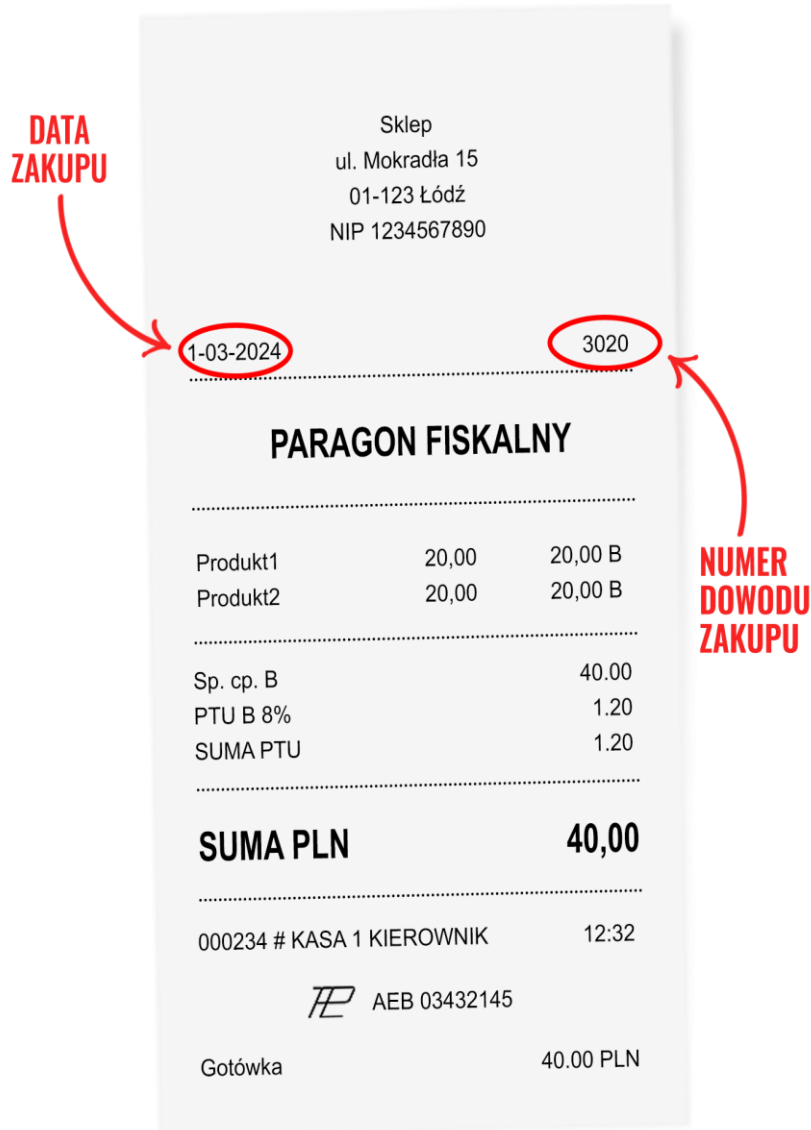 DATA
ZAKUPU
Sklep
ul. Mokradła 15
01-123 Łódź
NIP 1234567890
1-03-2024 3020
PARAGON FISKALNY
Produkt1 20,00 20,00 B
Produkt2 20,00 20,00 B
NUMER
DOWODU
ZAKUPU
Sp. cp. B 40.00
PTU B 8% 1.20
SUMA PTU 1.20
SUMA PLN 40,00
000234 # KASA 1 KIEROWNIK 12:32
AEB 03432145
Gotówka 40.00 PLN